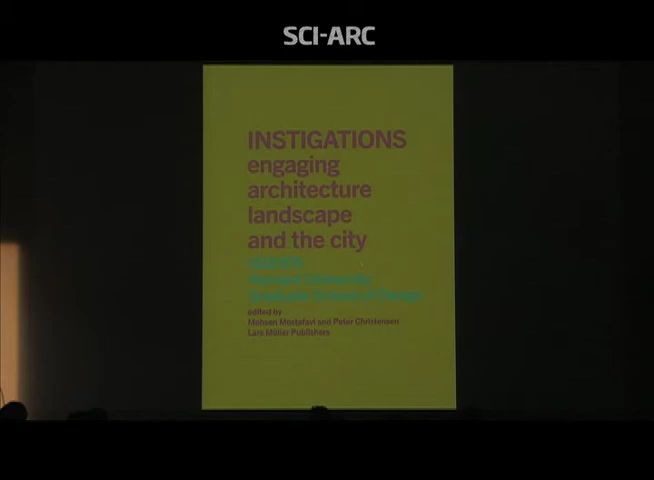 SCI-ARC
INSTIGATIONS
engaging
architecture
landscape
and the city
Harvard University
Graduate School of Design
edited by
Mohsen Mostafavi and Peter Christensen
Lars Müller Publishers